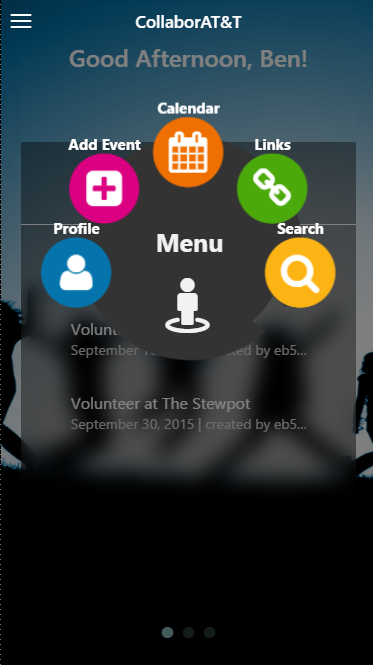 CollaborAT&T
Good Afternoon, Ben!
Calendar
Add Event
Links
Profile
Search
Menu
September created by eb5...
Volunteer at The Stewpot
September 30, 2015 | created by eb5...